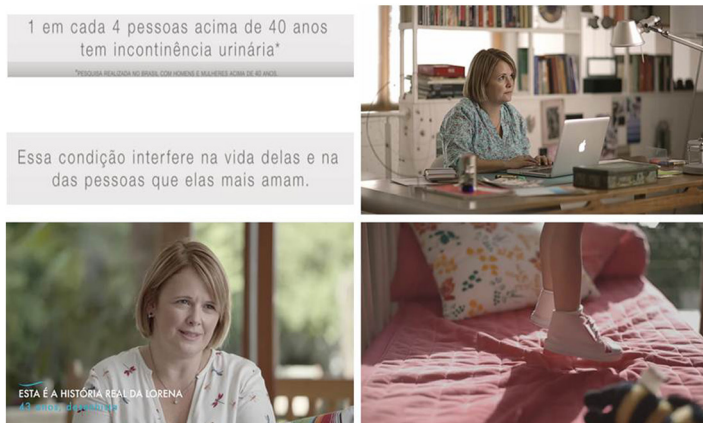 1 em cada 4 pessoas acima de 40 anos
tem incontinência urinária*
*PESQUISA REALIZADA NO BRASIL COM HOMENS E MULHERES ACIMA DE 40 ANOS.
Essa condição interfere na vida delas e na
das pessoas que elas mais amam.
ESTA É A HISTÓRIA REAL DA LORENA